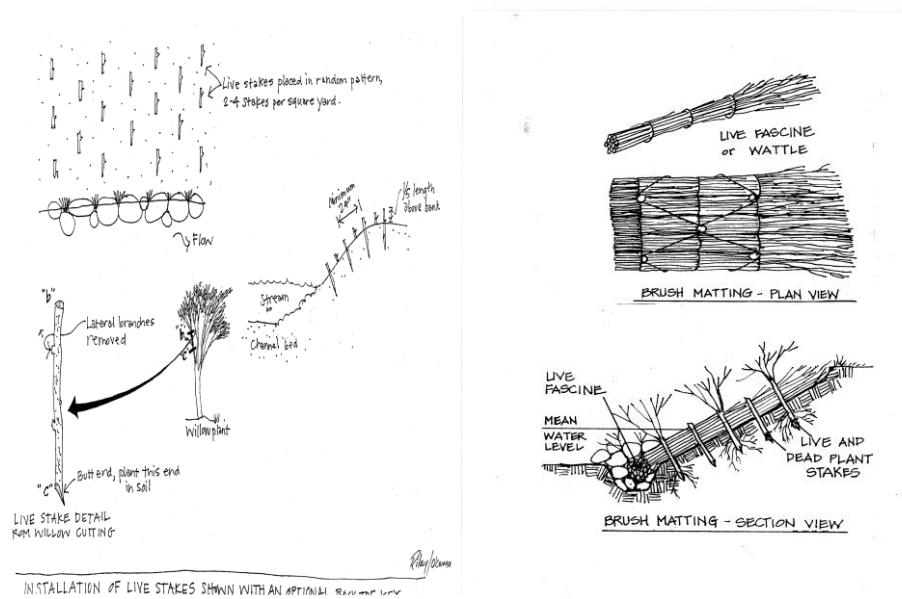 Live stakes placed in random pattern,
2-4 stakes per square yard.
Flow
Minimum
1/5 length
above bank
Stream
Channel bed
"b"
Lateral branches
removed
Willow plant
"c"
Butt end, plant this end
in soil
LIVE STAKE DETAIL
ROM WILLOW CUTTING
INSTALLATION OF LIVE STAKES SHOWN WITH AN OPTIONAL
LIVE FASCINE
or WATTLE
BRUSH MATTING - PLAN VIEW
LIVE
FASCINE
MEAN
WATER
LEVEL
LIVE AND
DEAD PLANT
STAKES
BRUSH MATTING - SECTION VIEW